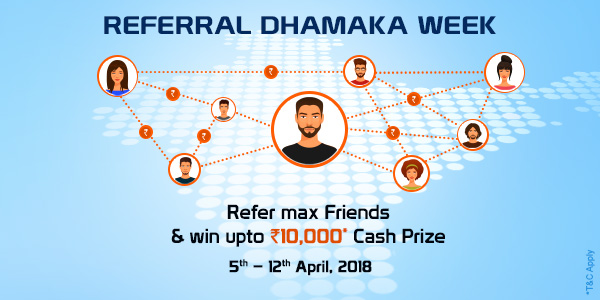 REFERRAL DHAMAKA WEEK
₹
₹
₹
₹
₹
₹
Refer max Friends
& win upto ₹10,000* Cash Prize
5th – 12th April, 2018
*T&C Apply